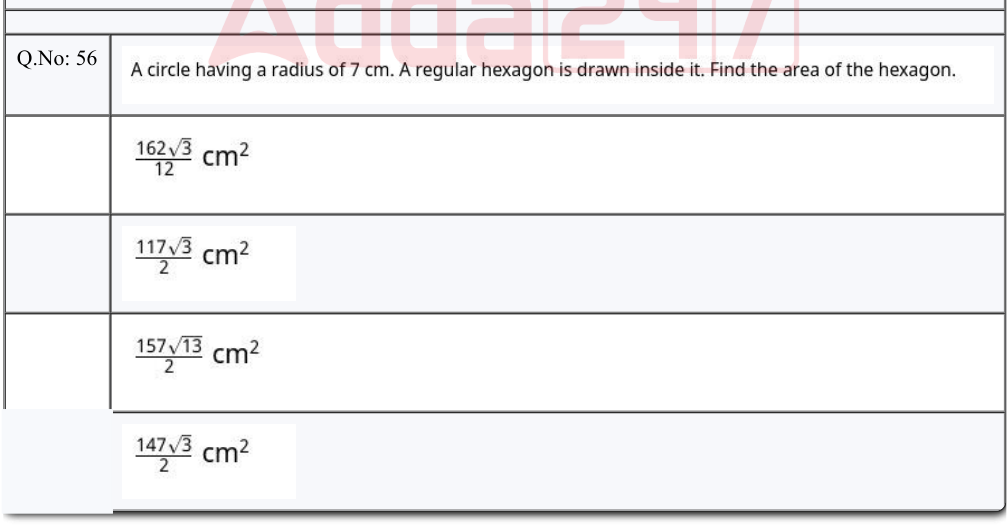 Adda247
Q.No: 56
A circle having a radius of 7 cm. A regular hexagon is drawn inside it. Find the area of the hexagon.
162√3/12 cm²
117√3/2 cm²
157√13/2 cm²
147√3/2 cm²